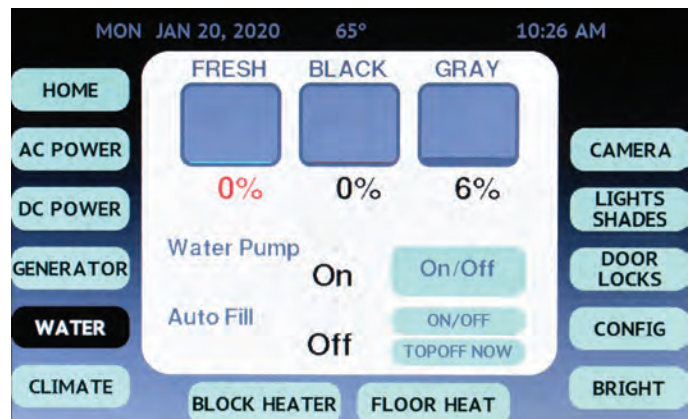 MON JAN 20, 2020 65° 10:26 AM
FRESH BLACK GRAY
HOME
AC POWER
CAMERA
0% 0% 6%
DC POWER
LIGHTS
SHADES
Water Pump
On
On/Off
GENERATOR
DOOR
LOCKS
Auto Fill
Off
ON/OFF
TOPOFF NOW
WATER
CONFIG
CLIMATE
BLOCK HEATER
FLOOR HEAT
BRIGHT